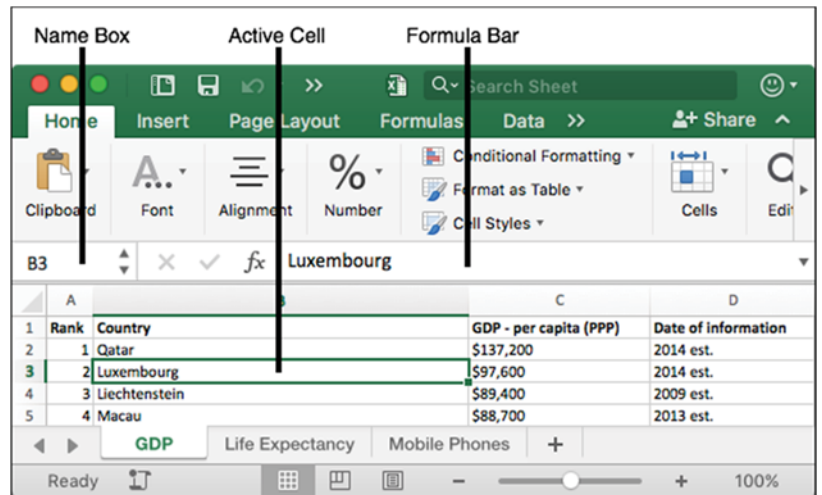 Name Box Active Cell Formula Bar
Search Sheet
Home Insert Page Layout Formulas Data >> Share
Conditional Formatting
Format as Table
Cell Styles
Clipboard Font Alignment Number Cells
B3 fx Luxembourg
A C D
1 Rank Country GDP - per capita (PPP) Date of information
2 1 Qatar $137,200 2014 est.
3 2 Luxembourg $97,600 2014 est.
4 3 Liechtenstein $89,400 2009 est.
5 4 Macau $88,700 2013 est.
GDP Life Expectancy Mobile Phones +
Ready - + 100%